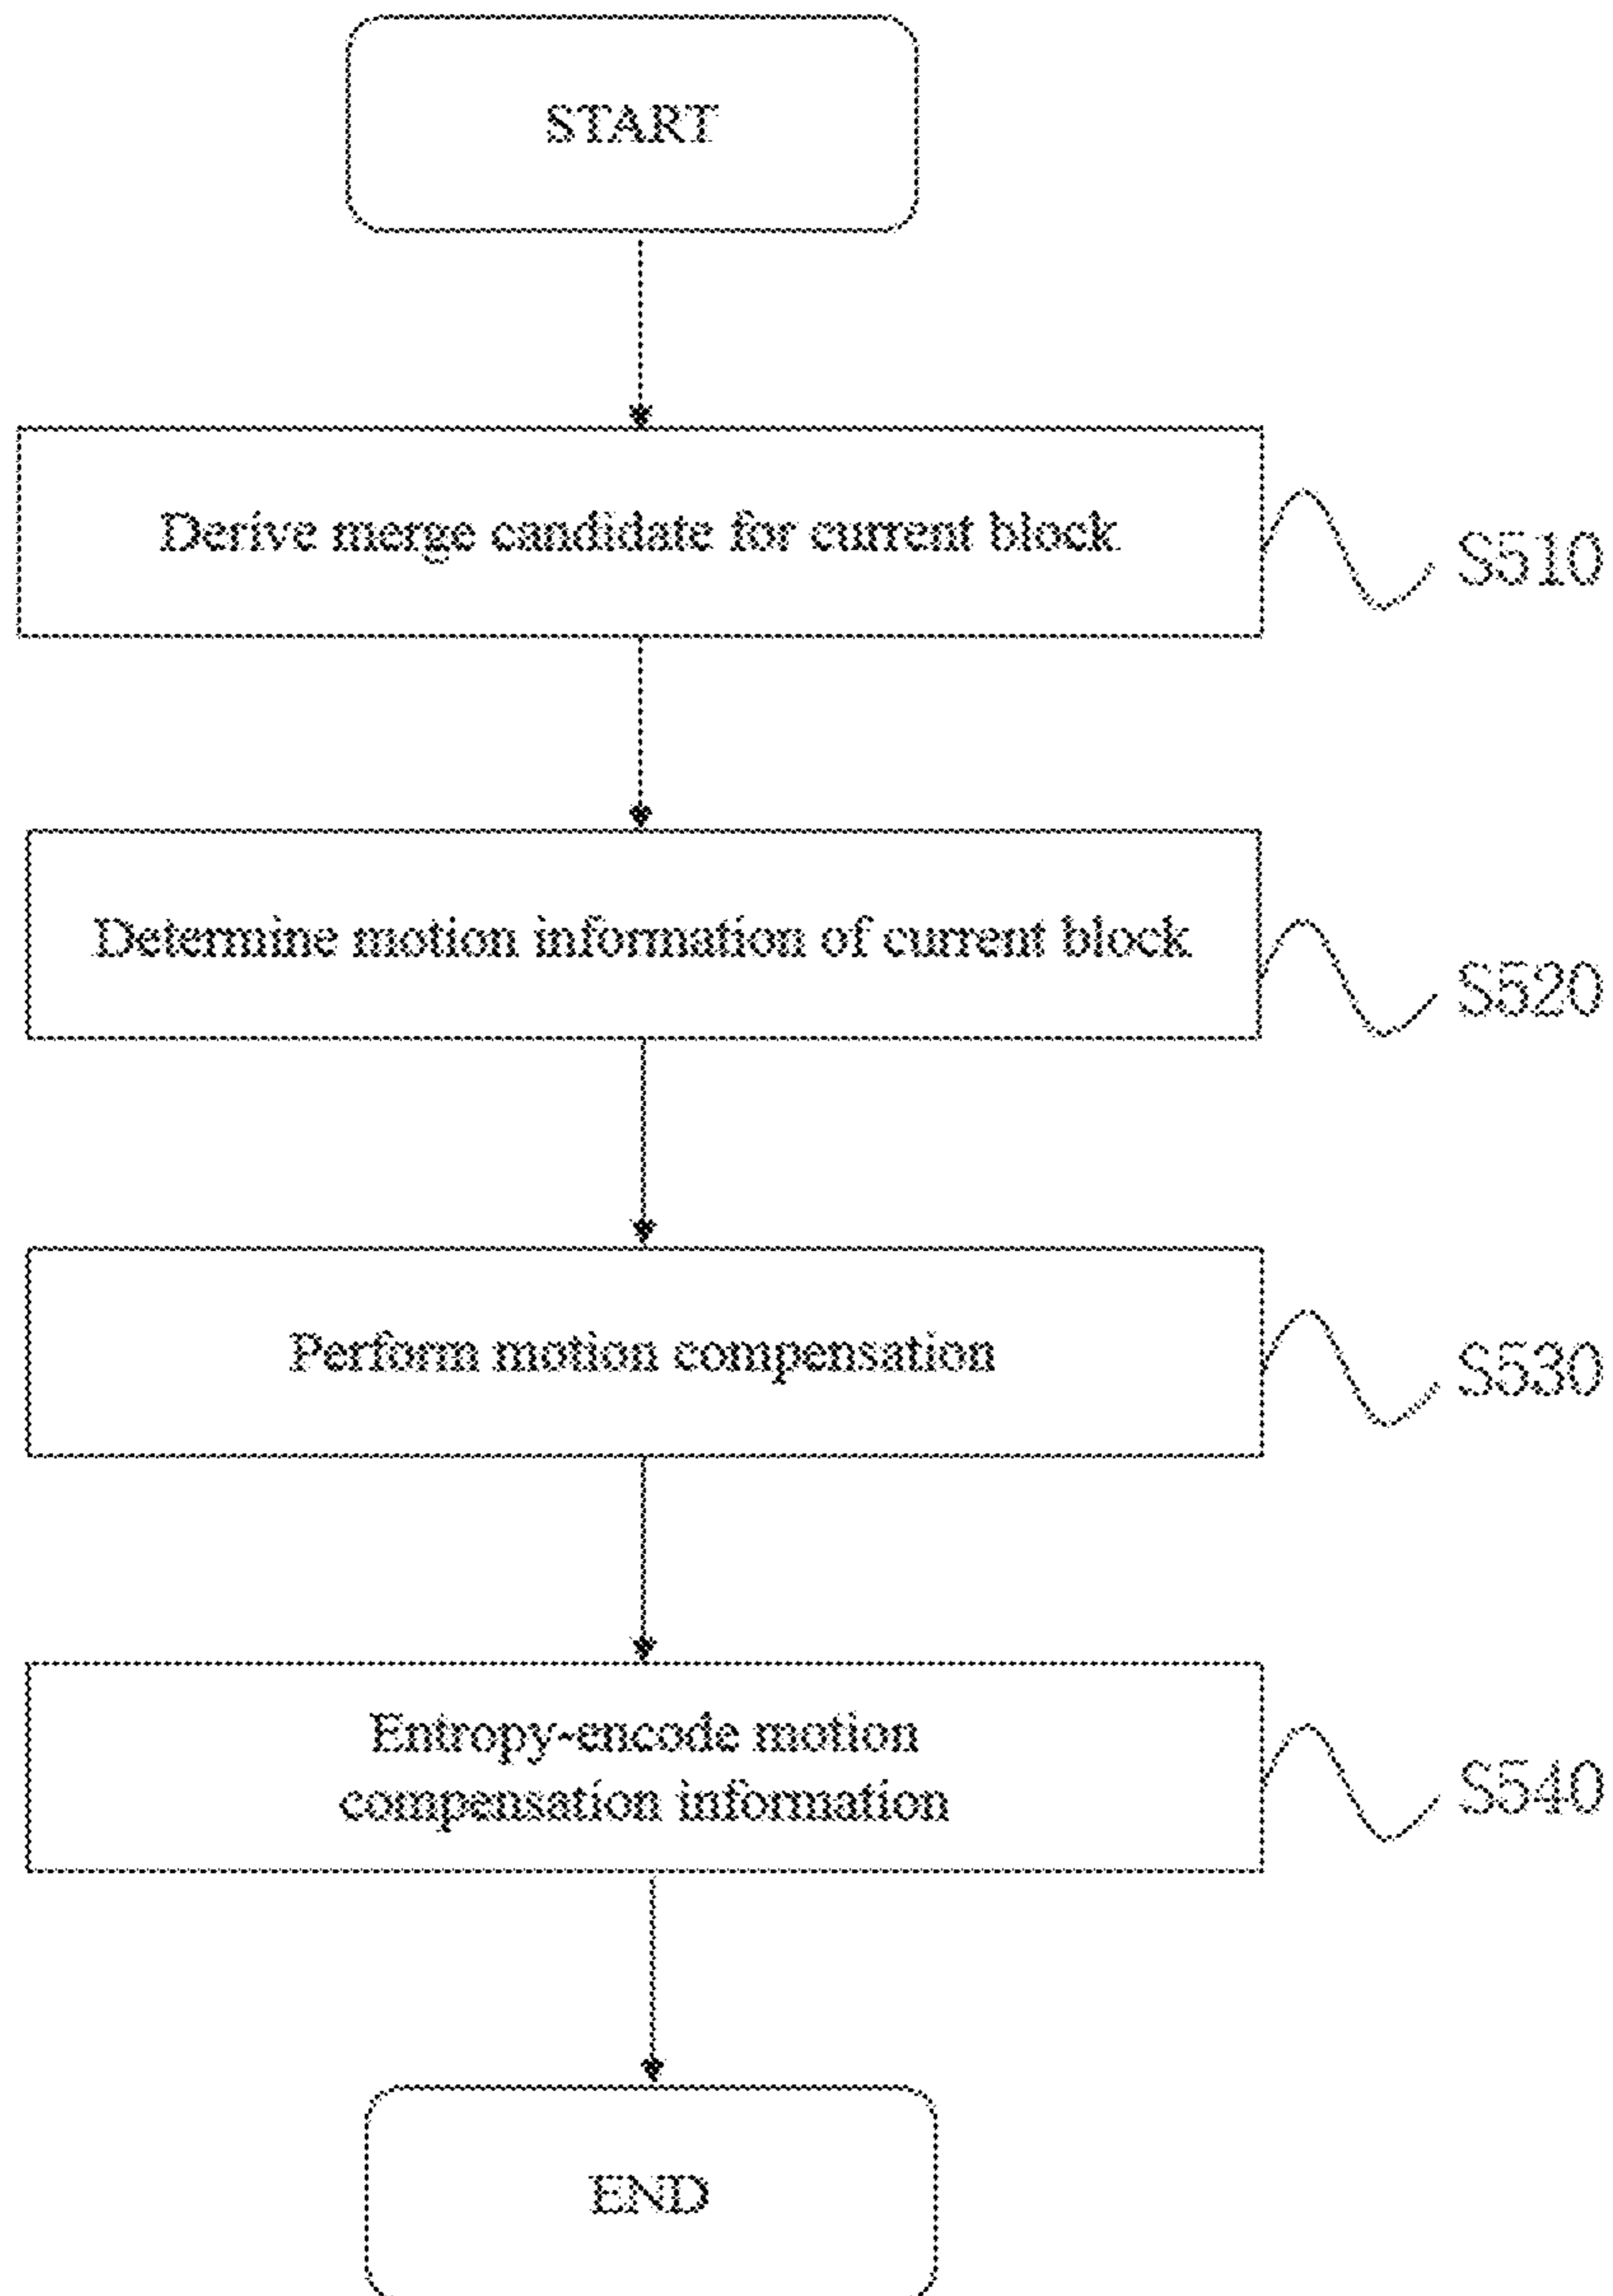 START
Derive merge candidate for current block
S510
Determine motion information of current block
S520
Perform motion compensation
S530
Entropy-encode motion
compensation information
S540
END